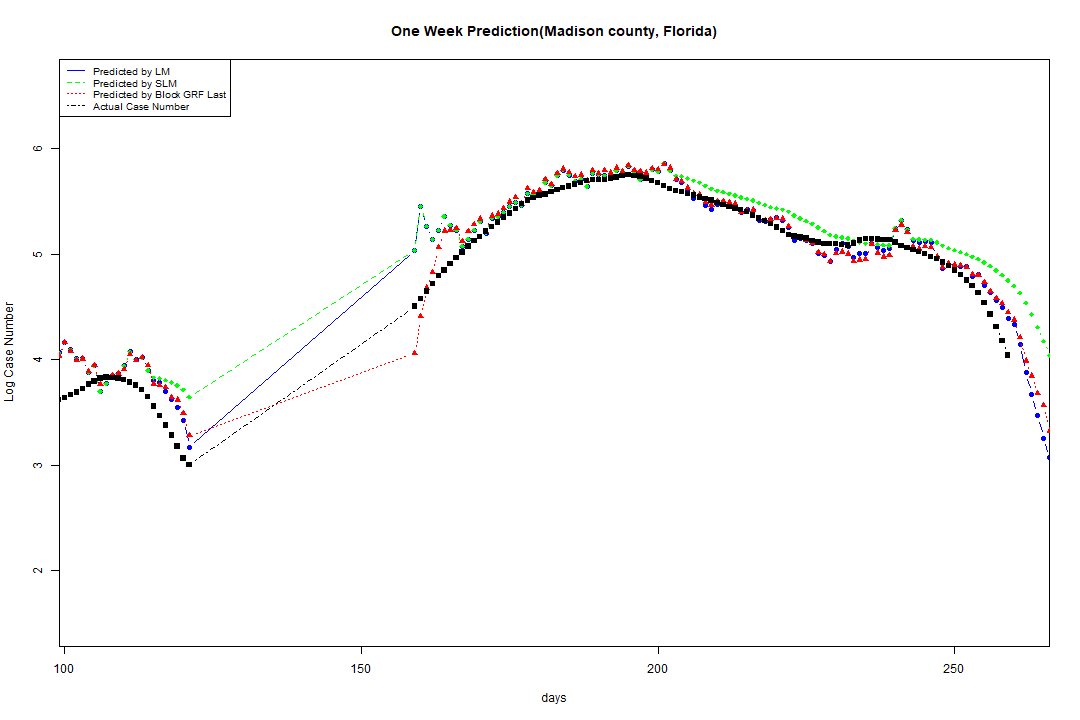 One Week Prediction(Madison county, Florida)
Predicted by LM
Predicted by SLM
Predicted by Block GRF Last
Actual Case Number
6
5
4
3
2
Log Case Number
100 150 200 250
days